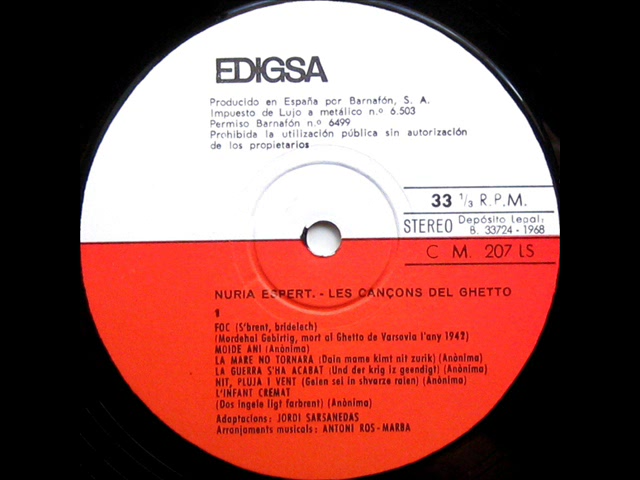 EDIGSA
Producido en España por Barnafón, S. A.
Impuesto de Lujo a metálico n.º 6.503
Permiso Barnafón n.º 6499
Prohibida la utilización pública sin autorización
de los propietarios
33 1/3 R.P.M.
STEREO Depósito Legal:
B. 33724 - 1968
C M. 207 LS
NURIA ESPERT. - LES CANÇONS DEL GHETTO
1
FOC (S'brent, bridelech)
(Mordehai Gebirtig, mort al Ghetto de Varsovia l'any 1942)
MOIDE ANI (Anònima)
LA MARE NO TORNARA (Dain mame kimt nit zurik) (Anònima)
LA GUERRA S'HA ACABAT (Und der krig iz geendigt) (Anònima)
NIT, PLUJA I VENT (Geien sei in shvarze raien) (Anònima)
L'INFANT CREMAT
(Dos ingele ligt farbrent) (Anònima)
Adaptacions: JORDI SARSANEDAS
Arranjaments musicals: ANTONI ROS-MARBA